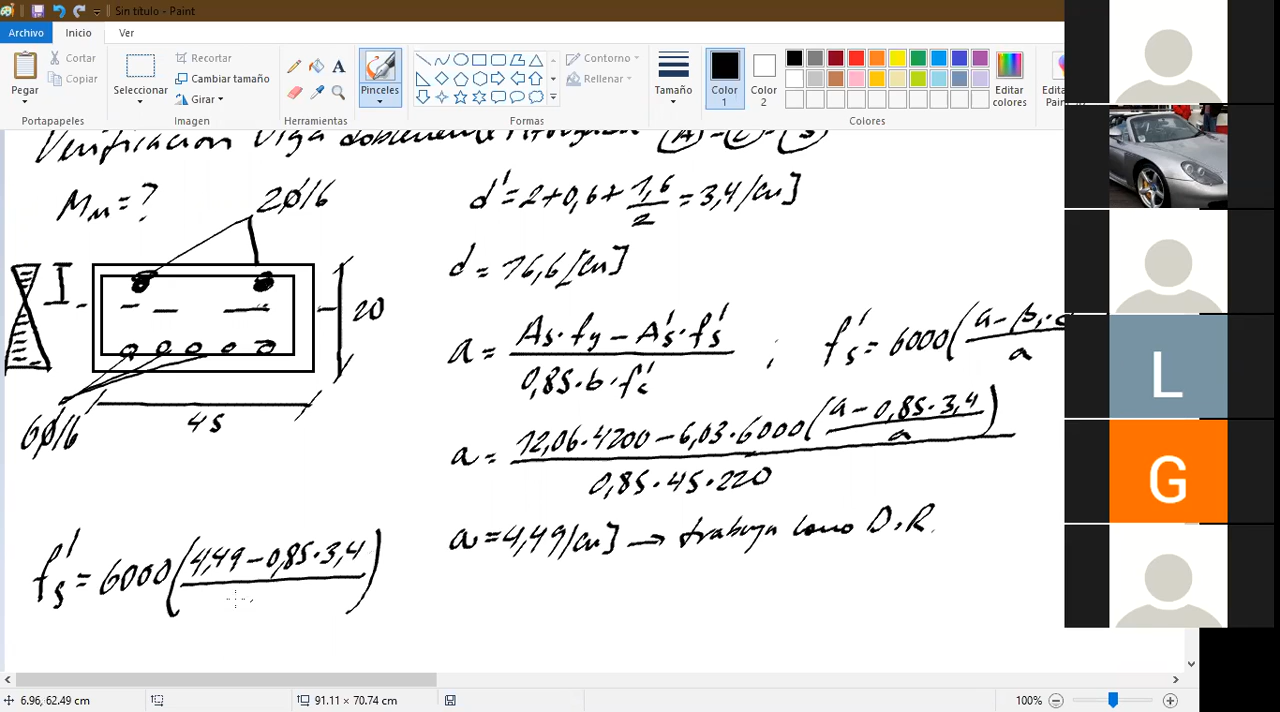 Sin título - Paint
Archivo Inicio Ver
Pegar
Cortar
Copiar
Portapapeles
Seleccionar
Recortar
Cambiar tamaño
Girar
Imagen
A
Herramientas
Pinceles
Contorno
Rellenar
Formas
Tamaño
Color 1
Color 2
Editar colores
Colores
Verificación Viga
Mn = ?
2Ø16
20
45
6Ø16
d' = 2 + 0,6 + 1,6/2 = 3,4 [cm]
d = 16,6 [cm]
a = (As · fy - A's · f's) / (0,85 · b · f'c) ; f's = 6000
a = (12,06 · 4200 - 6,03 · 6000 ((a - 0,85 · 3,4)/a)) / (0,85 · 45 · 220)
a = 4,49 [cm] → trabaja como D.R.
f's = 6000 (4,49 - 0,85 · 3,4)
L
G
6.96, 62.49 cm
91.11 × 70.74 cm
100%